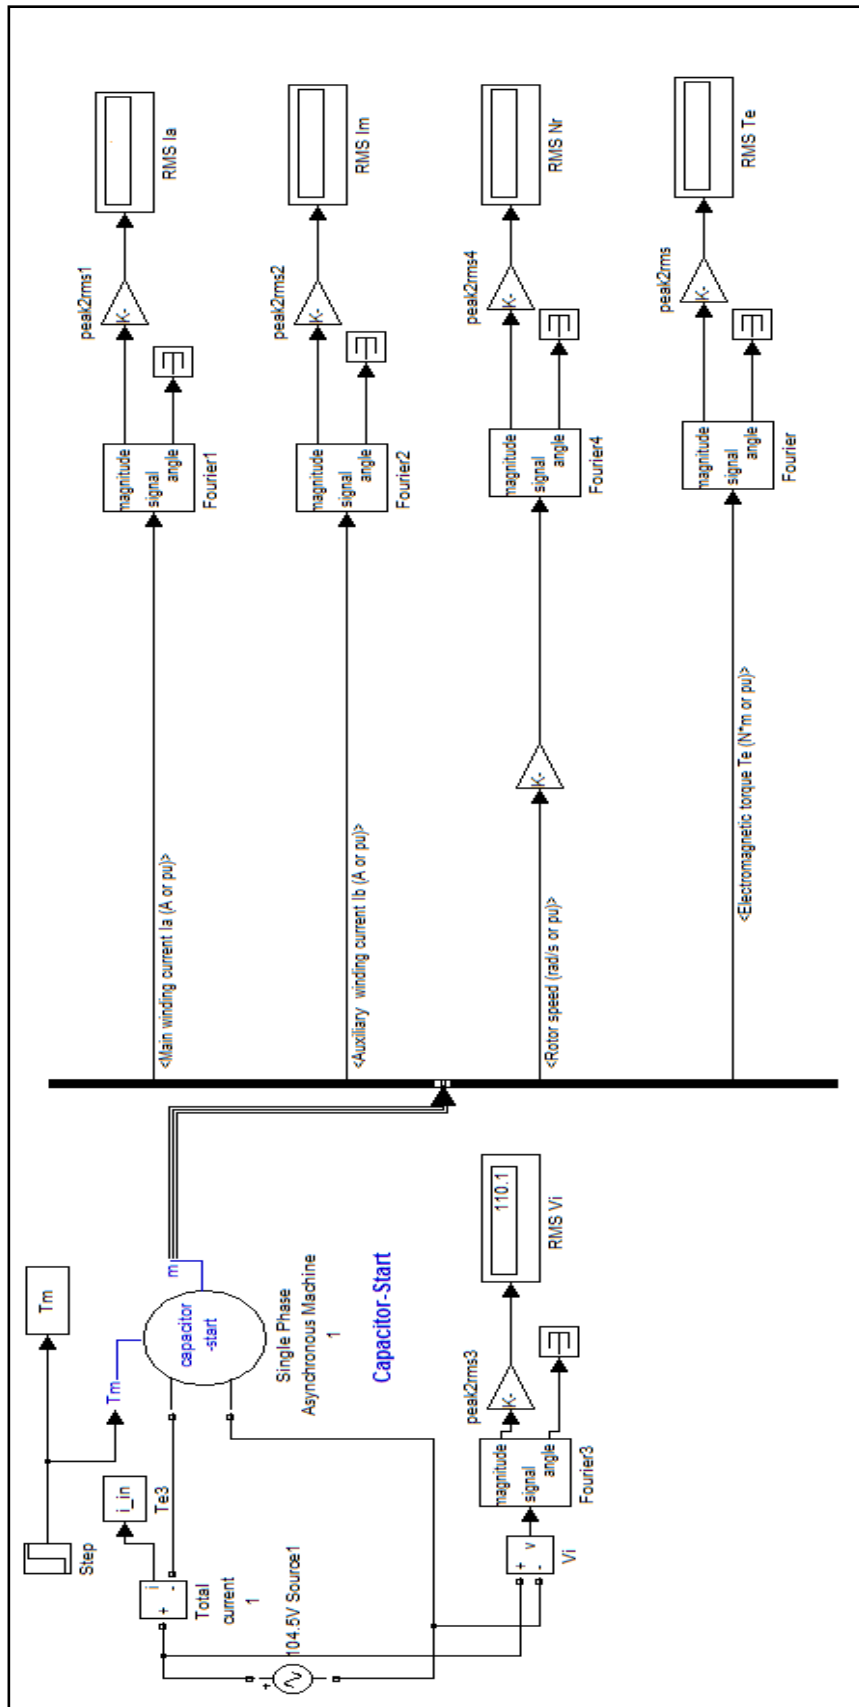 Step
Tm
Tm
i_in
Te3
+ i
-
Total
current
1
104.5V Source1
+
capacitor
-start
m
Single Phase
Asynchronous Machine
1
Capacitor-Start
+ v
-
Vi
magnitude
signal
angle
Fourier3
K-
peak2rms3
110.1
RMS Vi
<Main winding current Ia (A or pu)>
magnitude
signal
angle
Fourier1
K-
peak2rms1
RMS Ia
<Auxiliary winding current Ib (A or pu)>
magnitude
signal
angle
Fourier2
K-
peak2rms2
RMS Im
<Rotor speed (rad/s or pu)>
K-
magnitude
signal
angle
Fourier4
K-
peak2rms4
RMS Nr
<Electromagnetic torque Te (N*m or pu)>
magnitude
signal
angle
Fourier
K-
peak2rms
RMS Te